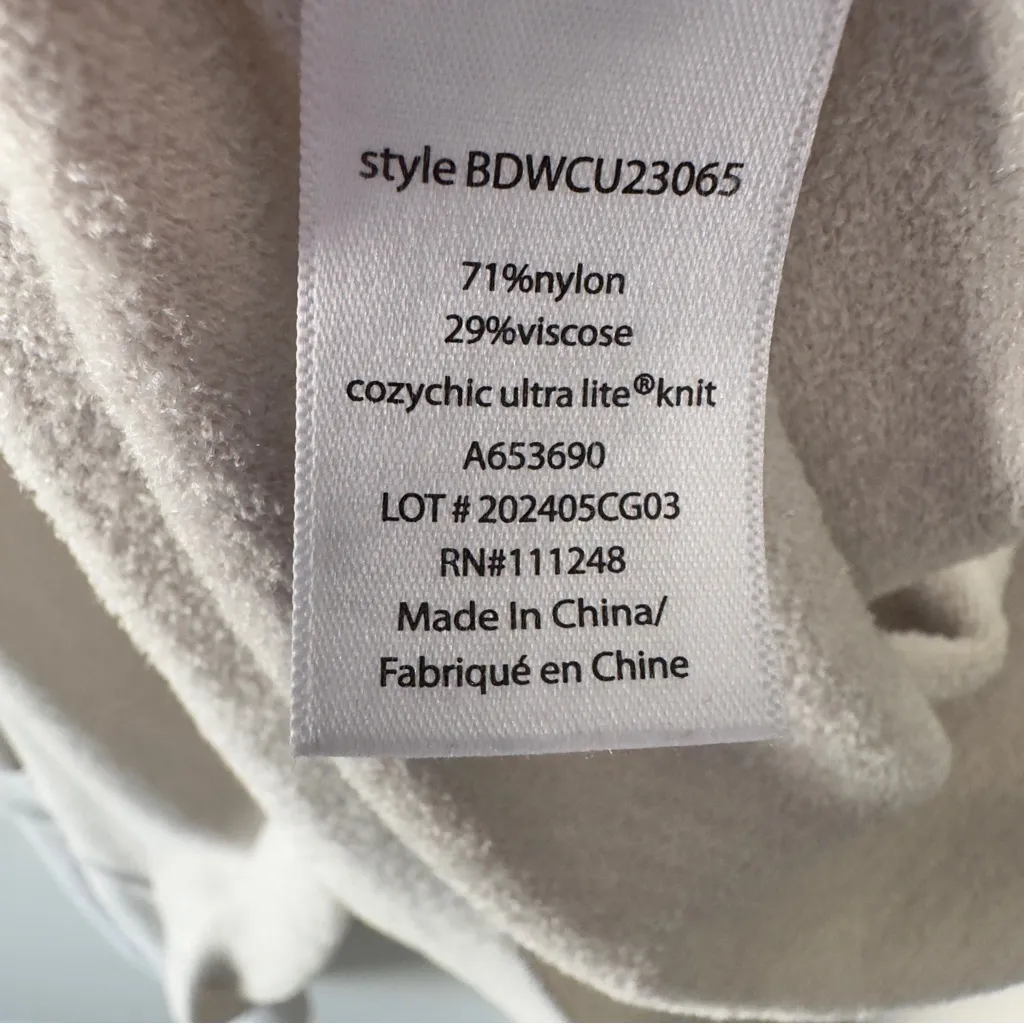 style BDWCU23065
71%nylon
29%viscose
cozychic ultra lite®knit
A653690
LOT # 202405CG03
RN#111248
Made In China/
Fabriqué en Chine